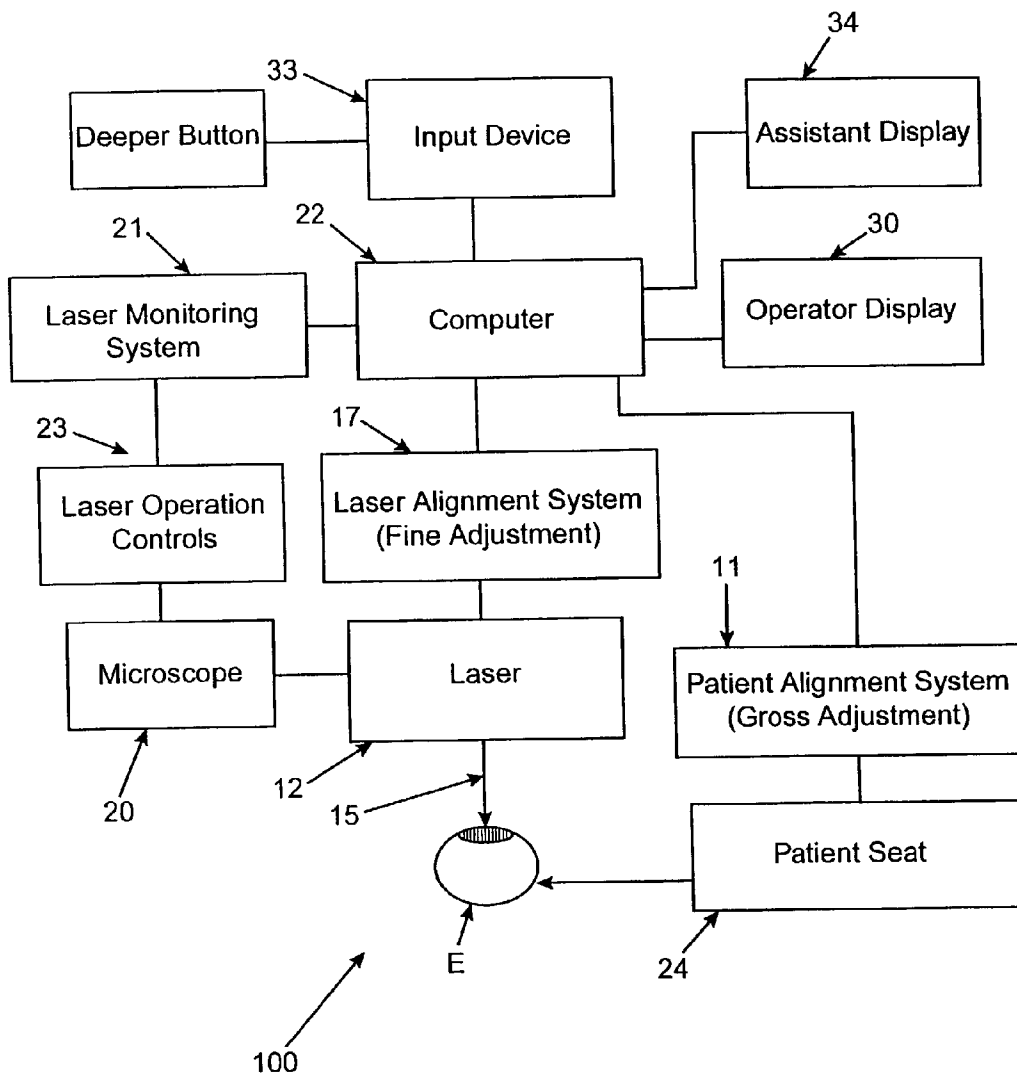 34
33
Deeper Button
Input Device
Assistant Display
21
22
30
Laser Monitoring
System
Computer
Operator Display
23
17
Laser Operation
Controls
Laser Alignment System
(Fine Adjustment)
11
Microscope
Laser
Patient Alignment System
(Gross Adjustment)
20
12
15
Patient Seat
E
24
100